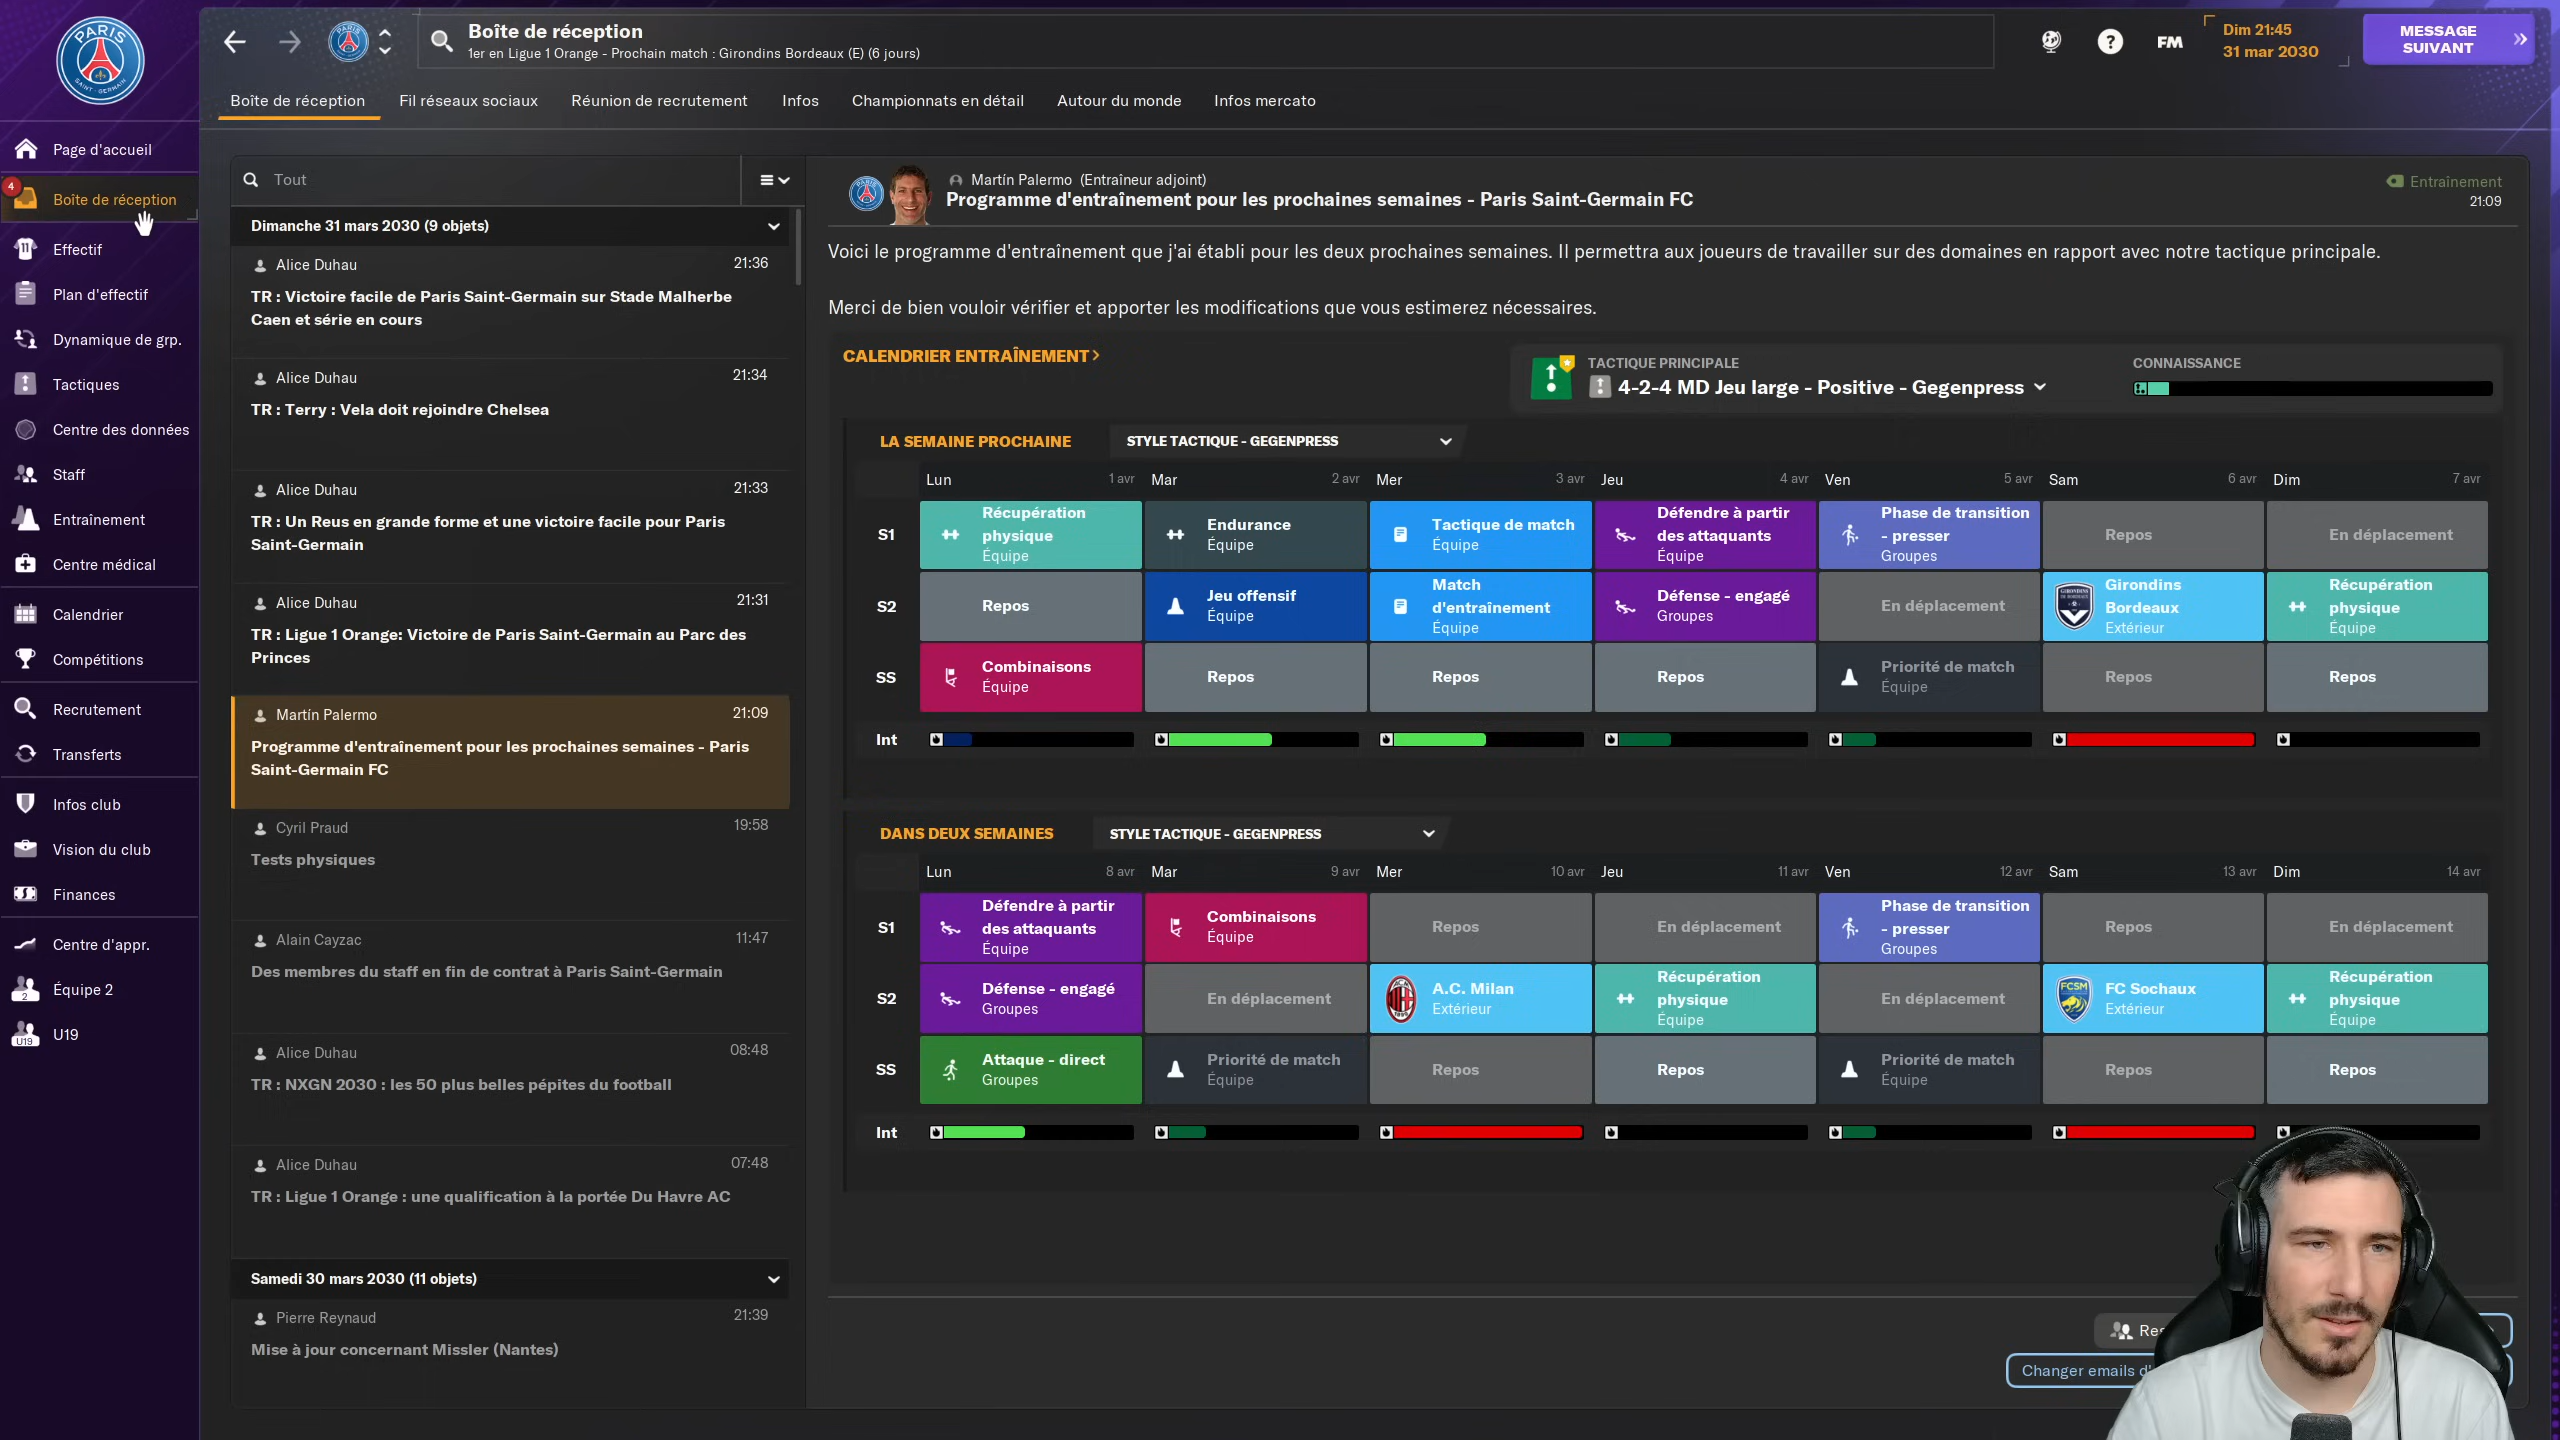 PARIS
SAINT-GERMAIN
Boîte de réception
1er en Ligue 1 Orange - Prochain match : Girondins Bordeaux (E) (6 jours)
FM
Dim 21:45
31 mar 2030
MESSAGE
SUIVANT
Boîte de réception
Fil réseaux sociaux
Réunion de recrutement
Infos
Championnats en détail
Autour du monde
Infos mercato
Page d'accueil
4
Boîte de réception
Effectif
Plan d'effectif
Dynamique de grp.
Tactiques
Centre des données
Staff
Entraînement
Centre médical
Calendrier
Compétitions
Recrutement
Transferts
Infos club
Vision du club
Finances
Centre d'appr.
2
Équipe 2
U19
U19
Tout
Dimanche 31 mars 2030 (9 objets)
Alice Duhau
21:36
TR : Victoire facile de Paris Saint-Germain sur Stade Malherbe
Caen et série en cours
Alice Duhau
21:34
TR : Terry : Vela doit rejoindre Chelsea
Alice Duhau
21:33
TR : Un Reus en grande forme et une victoire facile pour Paris
Saint-Germain
Alice Duhau
21:31
TR : Ligue 1 Orange: Victoire de Paris Saint-Germain au Parc des
Princes
Martín Palermo
21:09
Programme d'entraînement pour les prochaines semaines - Paris
Saint-Germain FC
Cyril Praud
19:58
Tests physiques
Alain Cayzac
11:47
Des membres du staff en fin de contrat à Paris Saint-Germain
Alice Duhau
08:48
TR : NXGN 2030 : les 50 plus belles pépites du football
Alice Duhau
07:48
TR : Ligue 1 Orange : une qualification à la portée Du Havre AC
Samedi 30 mars 2030 (11 objets)
Pierre Reynaud
21:39
Mise à jour concernant Missler (Nantes)
Martín Palermo (Entraîneur adjoint)
Programme d'entraînement pour les prochaines semaines - Paris Saint-Germain FC
Entraînement
21:09
Voici le programme d'entraînement que j'ai établi pour les deux prochaines semaines. Il permettra aux joueurs de travailler sur des domaines en rapport avec notre tactique principale.
Merci de bien vouloir vérifier et apporter les modifications que vous estimerez nécessaires.
CALENDRIER ENTRAÎNEMENT
TACTIQUE PRINCIPALE
4-2-4 MD Jeu large - Positive - Gegenpress
CONNAISSANCE
LA SEMAINE PROCHAINE
STYLE TACTIQUE - GEGENPRESS
Lun 1 avr Mar 2 avr Mer 3 avr Jeu 4 avr Ven 5 avr Sam 6 avr Dim 7 avr
S1
Récupération
physique
Équipe
Endurance
Équipe
Tactique de match
Équipe
Défendre à partir
des attaquants
Équipe
Phase de transition
- presser
Groupes
Repos
En déplacement
S2
Repos
Jeu offensif
Équipe
Match
d'entraînement
Équipe
Défense - engagé
Groupes
En déplacement
Girondins
Bordeaux
Extérieur
Récupération
physique
Équipe
SS
Combinaisons
Équipe
Repos
Repos
Repos
Priorité de match
Équipe
Repos
Repos
Int
DANS DEUX SEMAINES
STYLE TACTIQUE - GEGENPRESS
Lun 8 avr Mar 9 avr Mer 10 avr Jeu 11 avr Ven 12 avr Sam 13 avr Dim 14 avr
S1
Défendre à partir
des attaquants
Équipe
Combinaisons
Équipe
Repos
En déplacement
Phase de transition
- presser
Groupes
Repos
En déplacement
S2
Défense - engagé
Groupes
En déplacement
A.C. Milan
Extérieur
Récupération
physique
Équipe
En déplacement
FCSM
FC Sochaux
Extérieur
Récupération
physique
Équipe
SS
Attaque - direct
Groupes
Priorité de match
Équipe
Repos
Repos
Priorité de match
Équipe
Repos
Repos
Int
Changer emails